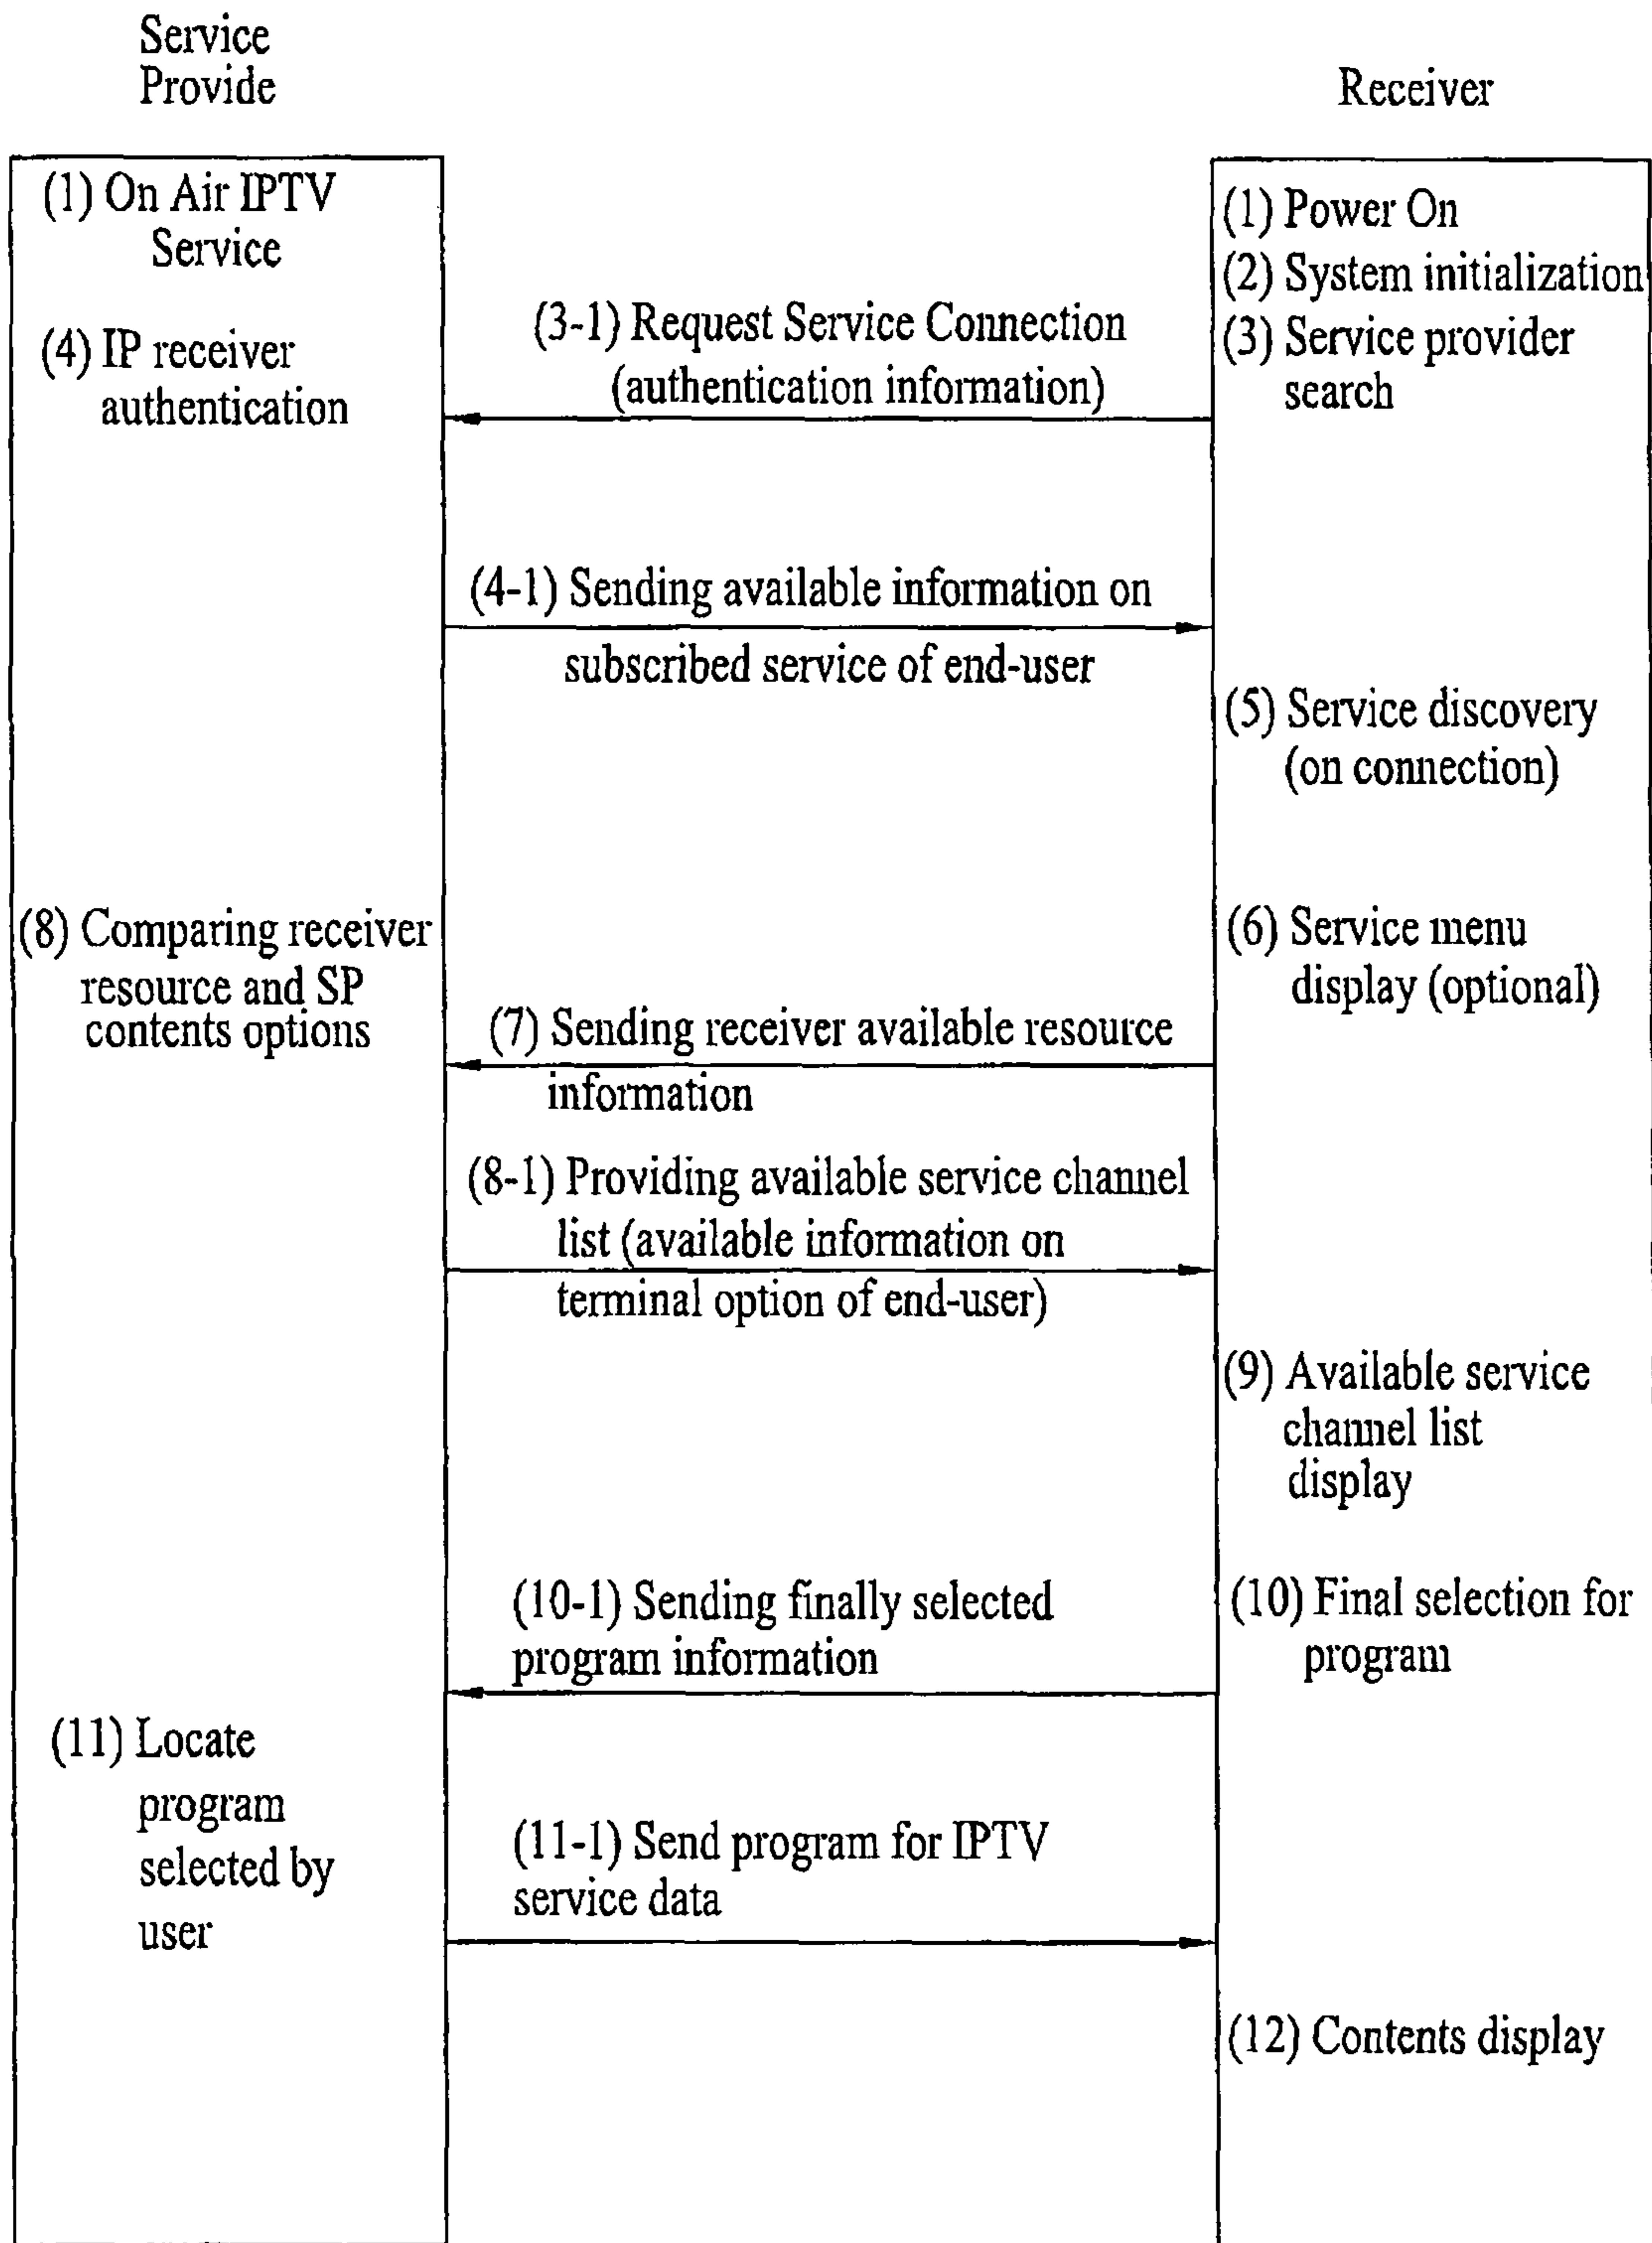 Service
Provide
Receiver
(1) On Air IPTV
Service
(1) Power On
(2) System initialization
(3) Service provider
search
(3-1) Request Service Connection
(authentication information)
(4) IP receiver
authentication
(4-1) Sending available information on
subscribed service of end-user
(5) Service discovery
(on connection)
(6) Service menu
display (optional)
(7) Sending receiver available resource
information
(8) Comparing receiver
resource and SP
contents options
(8-1) Providing available service channel
list (available information on
terminal option of end-user)
(9) Available service
channel list
display
(10) Final selection for
program
(10-1) Sending finally selected
program information
(11) Locate
program
selected by
user
(11-1) Send program for IPTV
service data
(12) Contents display